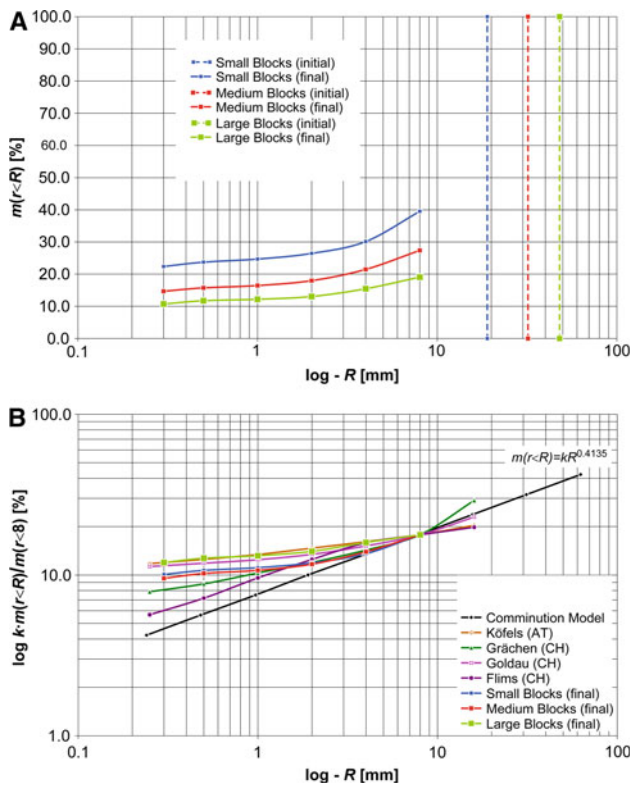 A
100.0
90.0
80.0
70.0
60.0
50.0
40.0
30.0
20.0
10.0
0.0
m(r<R) [%]
Small Blocks (initial)
Small Blocks (final)
Medium Blocks (initial)
Medium Blocks (final)
Large Blocks (initial)
Large Blocks (final)
0.1 1 10 100
log - R [mm]
B
100.0
10.0
1.0
log k·m(r<R)/m(r<8) [%]
m(r<R)=kR^0.4135
Comminution Model
Köfels (AT)
Grächen (CH)
Goldau (CH)
Flims (CH)
Small Blocks (final)
Medium Blocks (final)
Large Blocks (final)
0.1 1 10 100
log - R [mm]